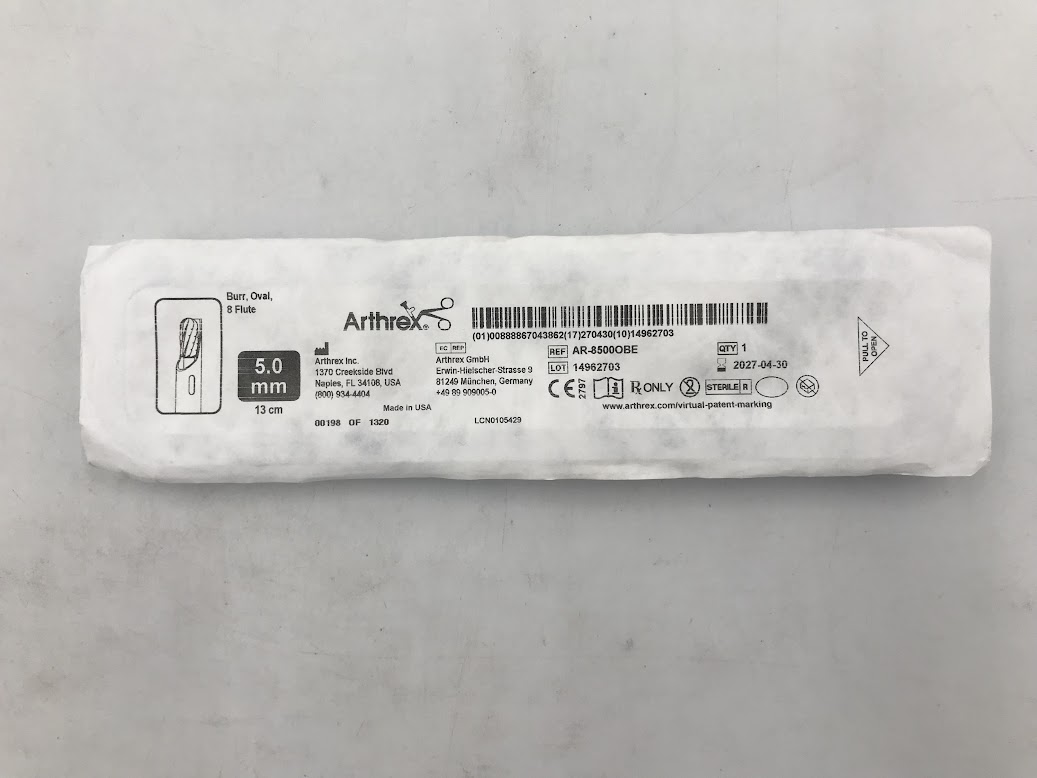 Burr, Oval,
8 Flute
5.0
mm
13 cm
Arthrex®
(01)00888867043862(17)270430(10)14962703
Arthrex Inc.
1370 Creekside Blvd
Naples, FL 34108, USA
(800) 934-4404
EC REP
Arthrex GmbH
Erwin-Hielscher-Strasse 9
81249 München, Germany
+49 89 909005-0
Made in USA
00198 OF 1320
LCN0105429
REF AR-8500OBE
LOT 14962703
QTY 1
2027-04-30
CE 2797
Rx ONLY
2
STERILE R
www.arthrex.com/virtual-patent-marking
PULL TO
OPEN